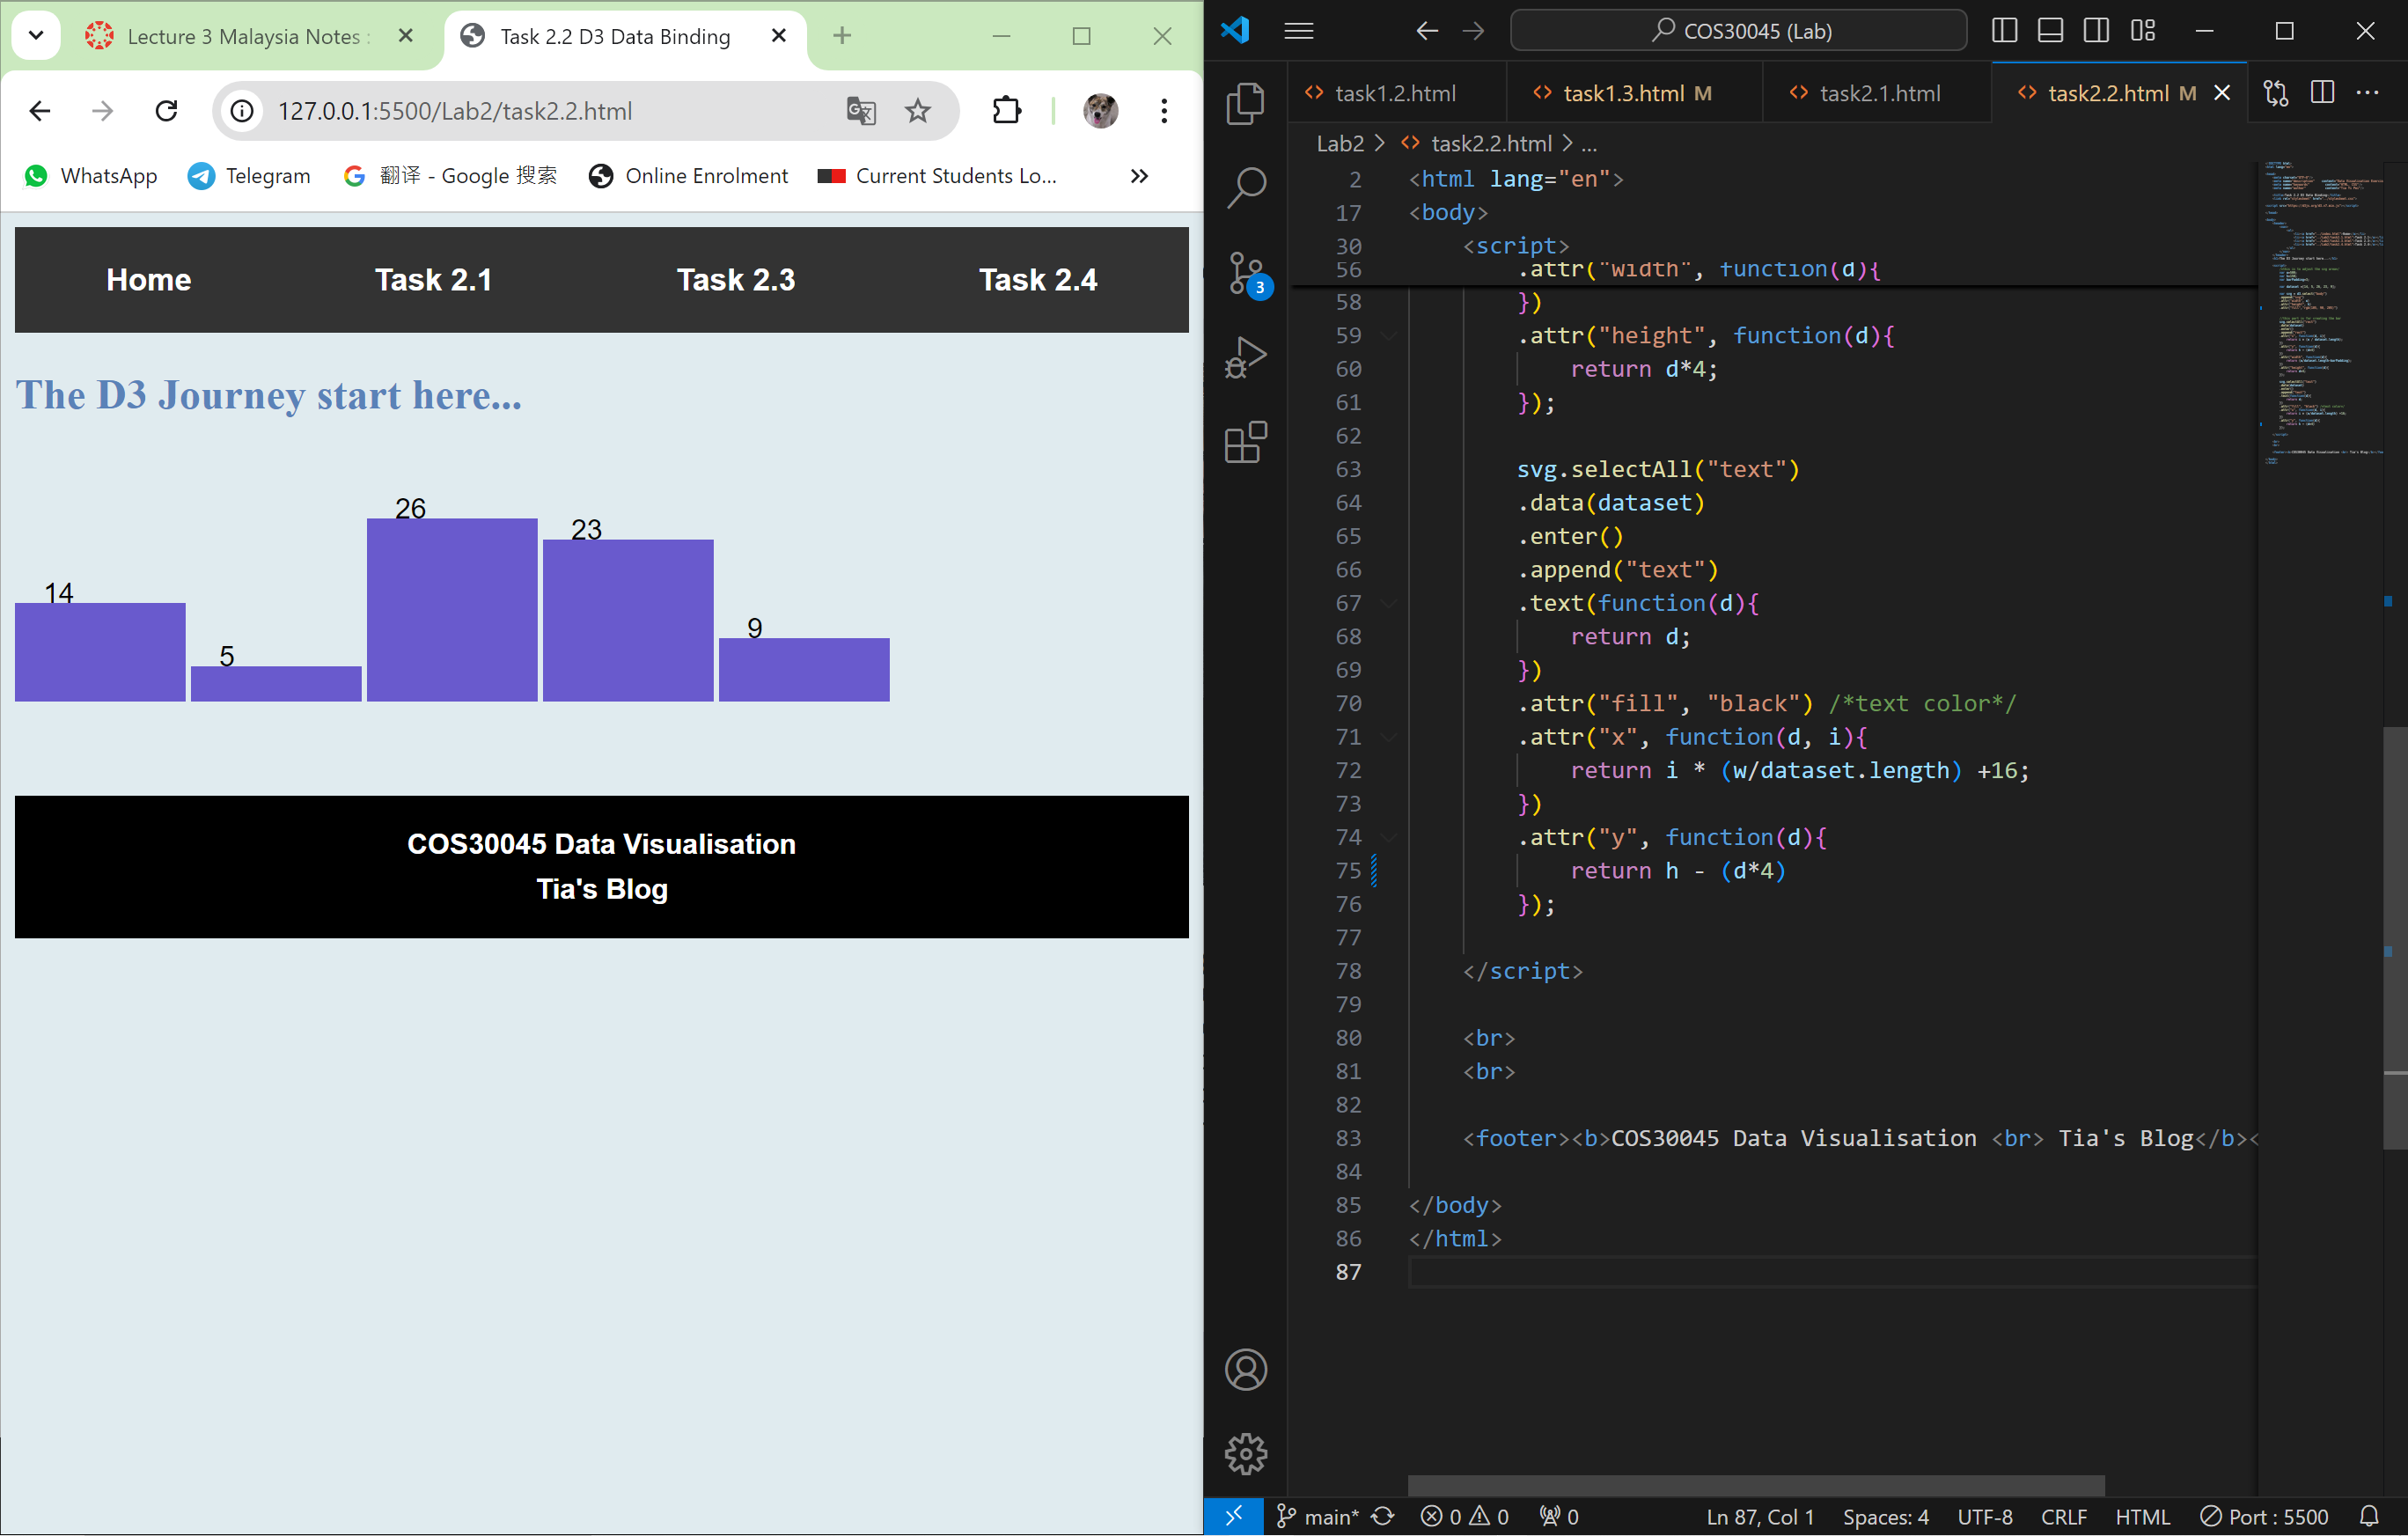 Lecture 3 Malaysia Notes :
Task 2.2 D3 Data Binding
127.0.0.1:5500/Lab2/task2.2.html
WhatsApp
Telegram
翻译 - Google 搜索
Online Enrolment
Current Students Lo...
Home
Task 2.1
Task 2.3
Task 2.4
The D3 Journey start here...
14
5
26
23
9
COS30045 Data Visualisation
Tia's Blog
COS30045 (Lab)
task1.2.html
task1.3.html M
task2.1.html
task2.2.html M
Lab2 > task2.2.html > ...
3
2 <html lang="en">
17 <body>
30 <script>
56 .attr("width", function(d){
58 })
59 .attr("height", function(d){
60 return d*4;
61 });
62
63 svg.selectAll("text")
64 .data(dataset)
65 .enter()
66 .append("text")
67 .text(function(d){
68 return d;
69 })
70 .attr("fill", "black") /*text color*/
71 .attr("x", function(d, i){
72 return i * (w/dataset.length) +16;
73 })
74 .attr("y", function(d){
75 return h - (d*4)
76 });
77
78 </script>
79
80 <br>
81 <br>
82
83 <footer><b>COS30045 Data Visualisation <br> Tia's Blog</b><
84
85 </body>
86 </html>
87
main*
0
0
0
Ln 87, Col 1
Spaces: 4
UTF-8
CRLF
HTML
Port : 5500